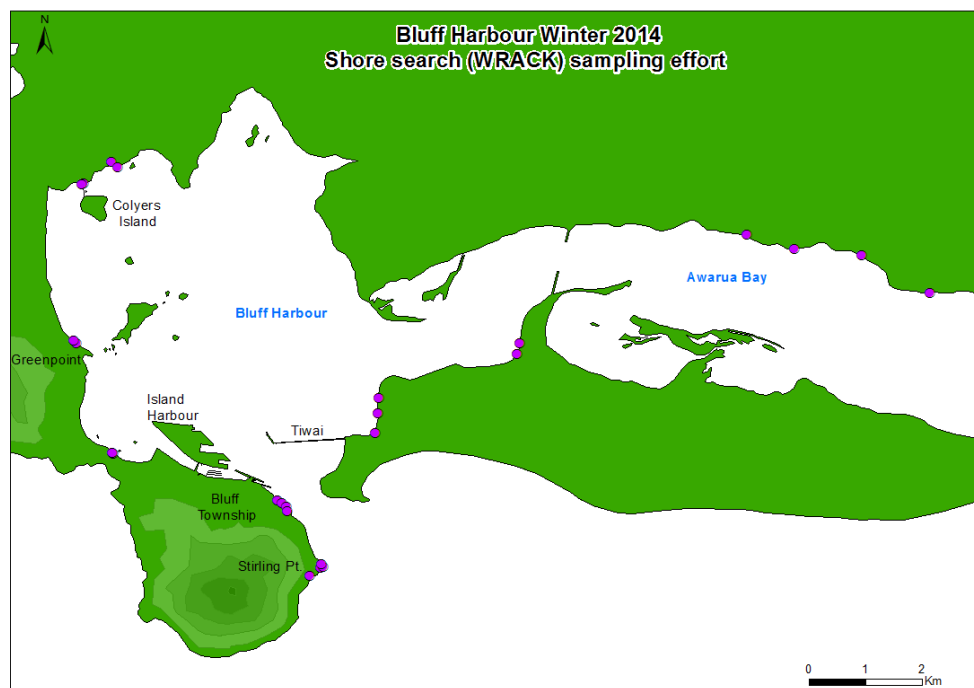 N
Bluff Harbour Winter 2014
Shore search (WRACK) sampling effort
Colyers
Island
Awarua Bay
Bluff Harbour
Greenpoint
Island
Harbour
Tiwai
Bluff
Township
Stirling Pt.
0 1 2
Km